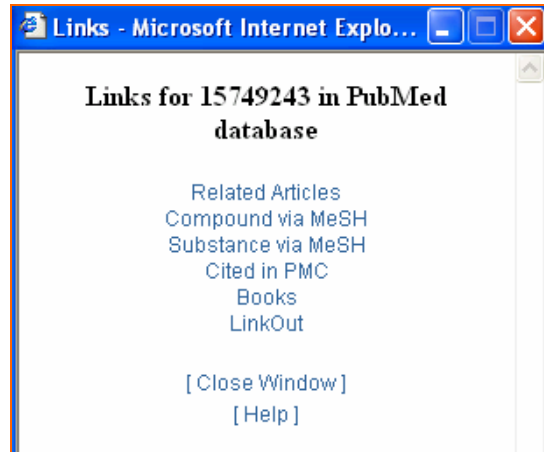 Links - Microsoft Internet Explo...
Links for 15749243 in PubMed
database
Related Articles
Compound via MeSH
Substance via MeSH
Cited in PMC
Books
LinkOut
[ Close Window ]
[ Help ]